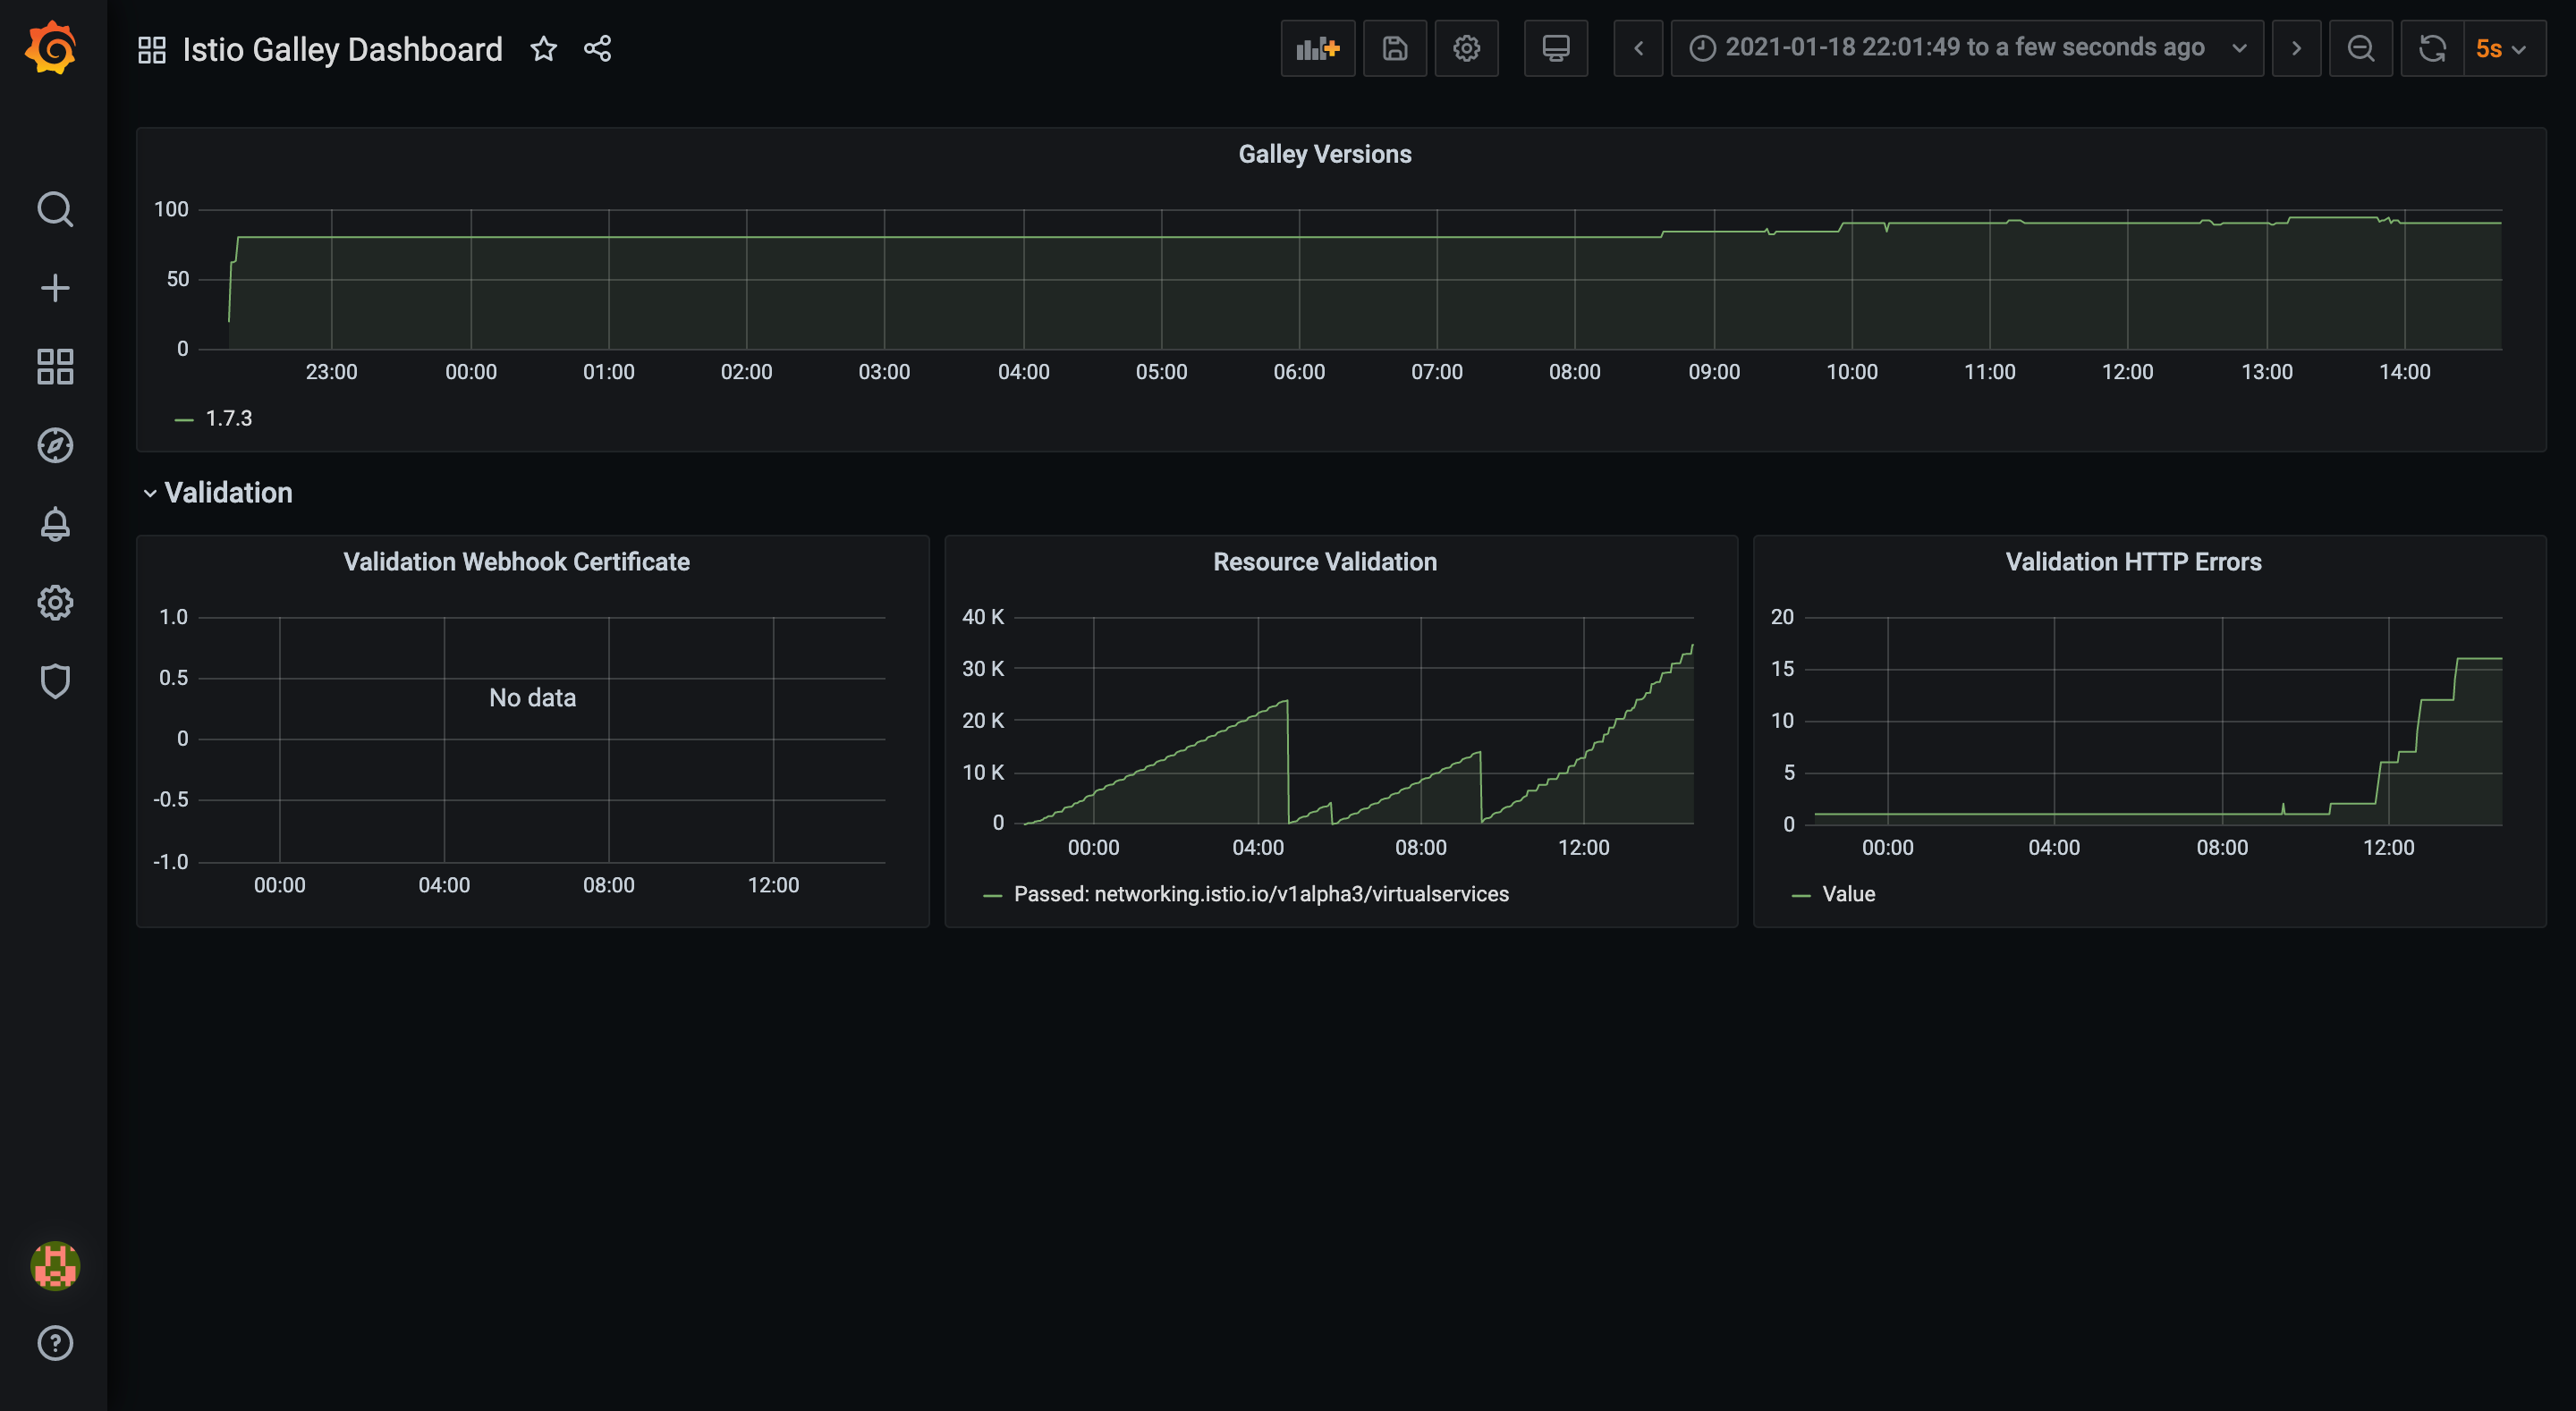 Istio Galley Dashboard
2021-01-18 22:01:49 to a few seconds ago
5s
Galley Versions
100
50
0
23:00 00:00 01:00 02:00 03:00 04:00 05:00 06:00 07:00 08:00 09:00 10:00 11:00 12:00 13:00 14:00
1.7.3
Validation
Validation Webhook Certificate
1.0
0.5
No data
0
-0.5
-1.0
00:00 04:00 08:00 12:00
Resource Validation
40 K
30 K
20 K
10 K
0
00:00 04:00 08:00 12:00
Passed: networking.istio.io/v1alpha3/virtualservices
Validation HTTP Errors
20
15
10
5
0
00:00 04:00 08:00 12:00
Value